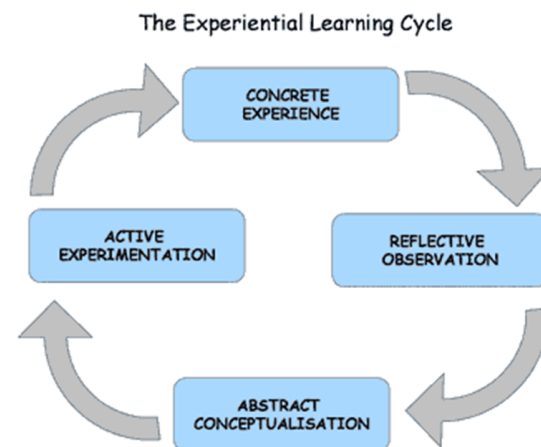 The Experiential Learning Cycle
CONCRETE
EXPERIENCE
ACTIVE
EXPERIMENTATION
REFLECTIVE
OBSERVATION
ABSTRACT
CONCEPTUALISATION